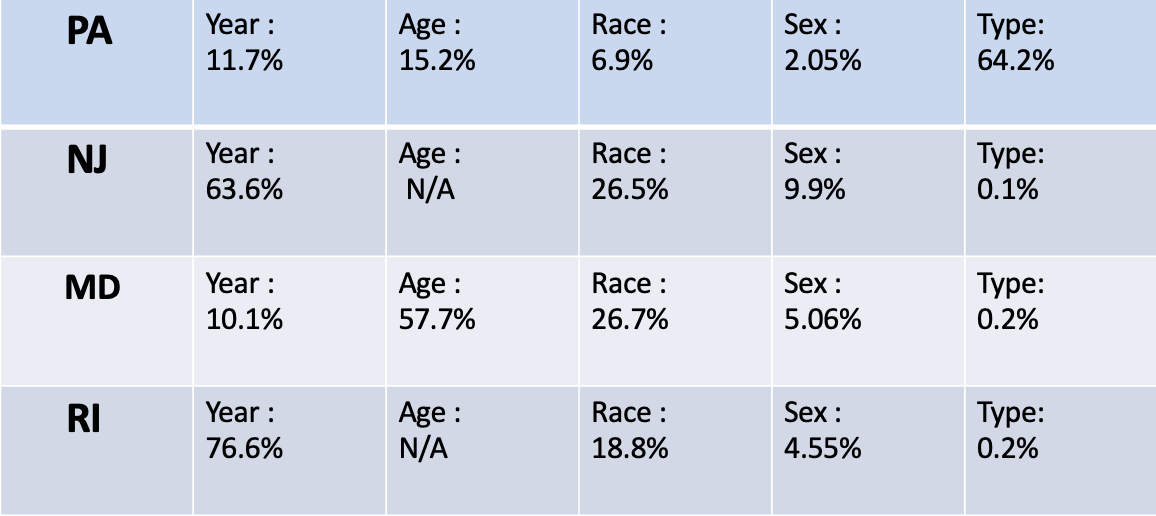 PA
Year :
11.7%
Age :
15.2%
Race :
6.9%
Sex :
2.05%
Type:
64.2%
NJ
Year :
63.6%
Age :
N/A
Race :
26.5%
Sex :
9.9%
Type:
0.1%
MD
Year :
10.1%
Age :
57.7%
Race :
26.7%
Sex :
5.06%
Type:
0.2%
RI
Year :
76.6%
Age :
N/A
Race :
18.8%
Sex :
4.55%
Type:
0.2%